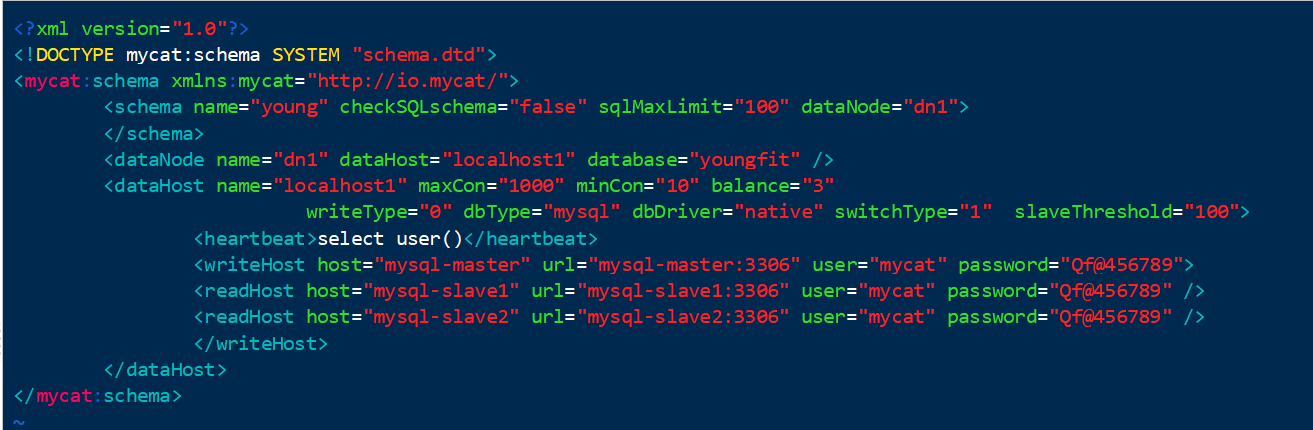 <?xml version="1.0"?>
<!DOCTYPE mycat:schema SYSTEM "schema.dtd">
<mycat:schema xmlns:mycat="http://io.mycat/">
<schema name="young" checkSQLschema="false" sqlMaxLimit="100" dataNode="dn1">
</schema>
<dataNode name="dn1" dataHost="localhost1" database="youngfit" />
<dataHost name="localhost1" maxCon="1000" minCon="10" balance="3"
writeType="0" dbType="mysql" dbDriver="native" switchType="1"  slaveThreshold="100">
<heartbeat>select user()</heartbeat>
<writeHost host="mysql-master" url="mysql-master:3306" user="mycat" password="Qf@456789">
<readHost host="mysql-slave1" url="mysql-slave1:3306" user="mycat" password="Qf@456789" />
<readHost host="mysql-slave2" url="mysql-slave2:3306" user="mycat" password="Qf@456789" />
</writeHost>
</dataHost>
</mycat:schema>
~